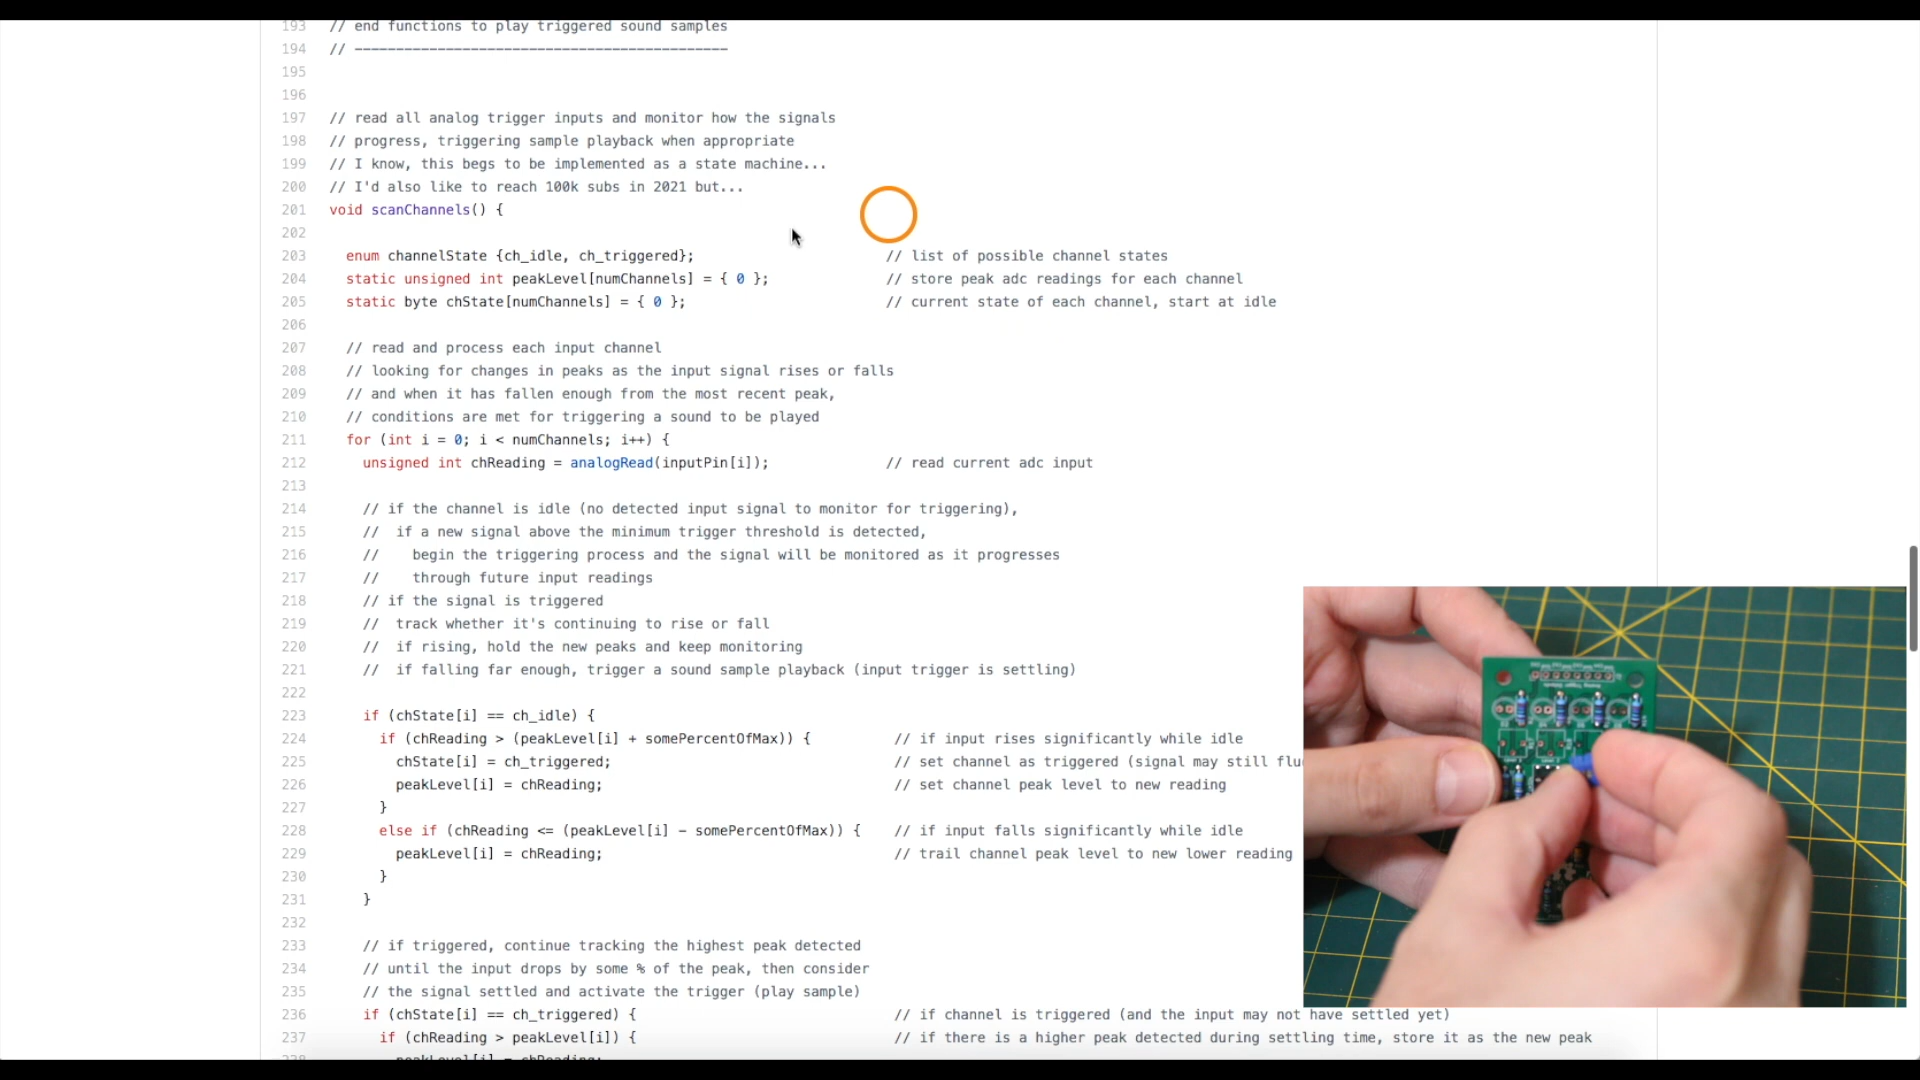 193 // end functions to play triggered sound samples
194 // ---------------------------------------------
195
196
197 // read all analog trigger inputs and monitor how the signals
198 // progress, triggering sample playback when appropriate
199 // I know, this begs to be implemented as a state machine...
200 // I'd also like to reach 100k subs in 2021 but...
201 void scanChannels() {
202
203 enum channelState {ch_idle, ch_triggered}; // list of possible channel states
204 static unsigned int peakLevel[numChannels] = { 0 }; // store peak adc readings for each channel
205 static byte chState[numChannels] = { 0 }; // current state of each channel, start at idle
206
207 // read and process each input channel
208 // looking for changes in peaks as the input signal rises or falls
209 // and when it has fallen enough from the most recent peak,
210 // conditions are met for triggering a sound to be played
211 for (int i = 0; i < numChannels; i++) {
212 unsigned int chReading = analogRead(inputPin[i]); // read current adc input
213
214 // if the channel is idle (no detected input signal to monitor for triggering),
215 // if a new signal above the minimum trigger threshold is detected,
216 // begin the triggering process and the signal will be monitored as it progresses
217 // through future input readings
218 // if the signal is triggered
219 // track whether it's continuing to rise or fall
220 // if rising, hold the new peaks and keep monitoring
221 // if falling far enough, trigger a sound sample playback (input trigger is settling)
222
223 if (chState[i] == ch_idle) {
224 if (chReading > (peakLevel[i] + somePercentOfMax)) { // if input rises significantly while idle
225 chState[i] = ch_triggered; // set channel as triggered (signal may still flu
226 peakLevel[i] = chReading; // set channel peak level to new reading
227 }
228 else if (chReading <= (peakLevel[i] - somePercentOfMax)) { // if input falls significantly while idle
229 peakLevel[i] = chReading; // trail channel peak level to new lower reading
230 }
231 }
232
233 // if triggered, continue tracking the highest peak detected
234 // until the input drops by some % of the peak, then consider
235 // the signal settled and activate the trigger (play sample)
236 if (chState[i] == ch_triggered) { // if channel is triggered (and the input may not have settled yet)
237 if (chReading > peakLevel[i]) { // if there is a higher peak detected during settling time, store it as the new peak
238 peakLevel[i] = chReading;